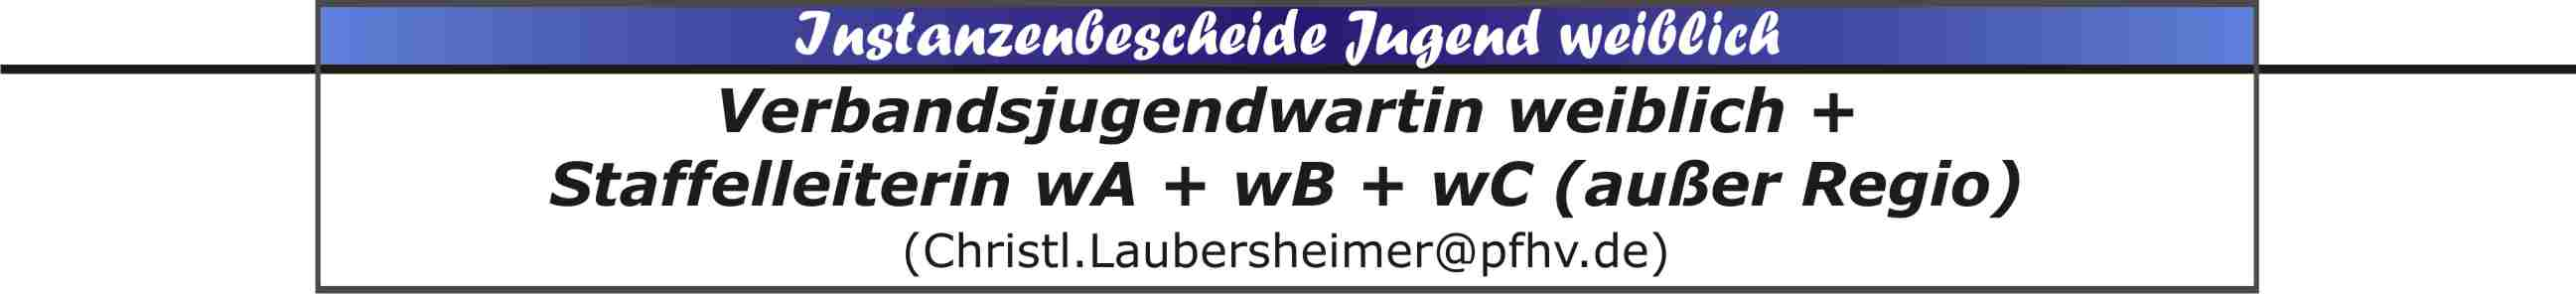 Instanzenbescheide Jugend weiblich
Verbandsjugendwartin weiblich +
Staffelleiterin wA + wB + wC (außer Regio)
(Christl.Laubersheimer@pfhv.de)